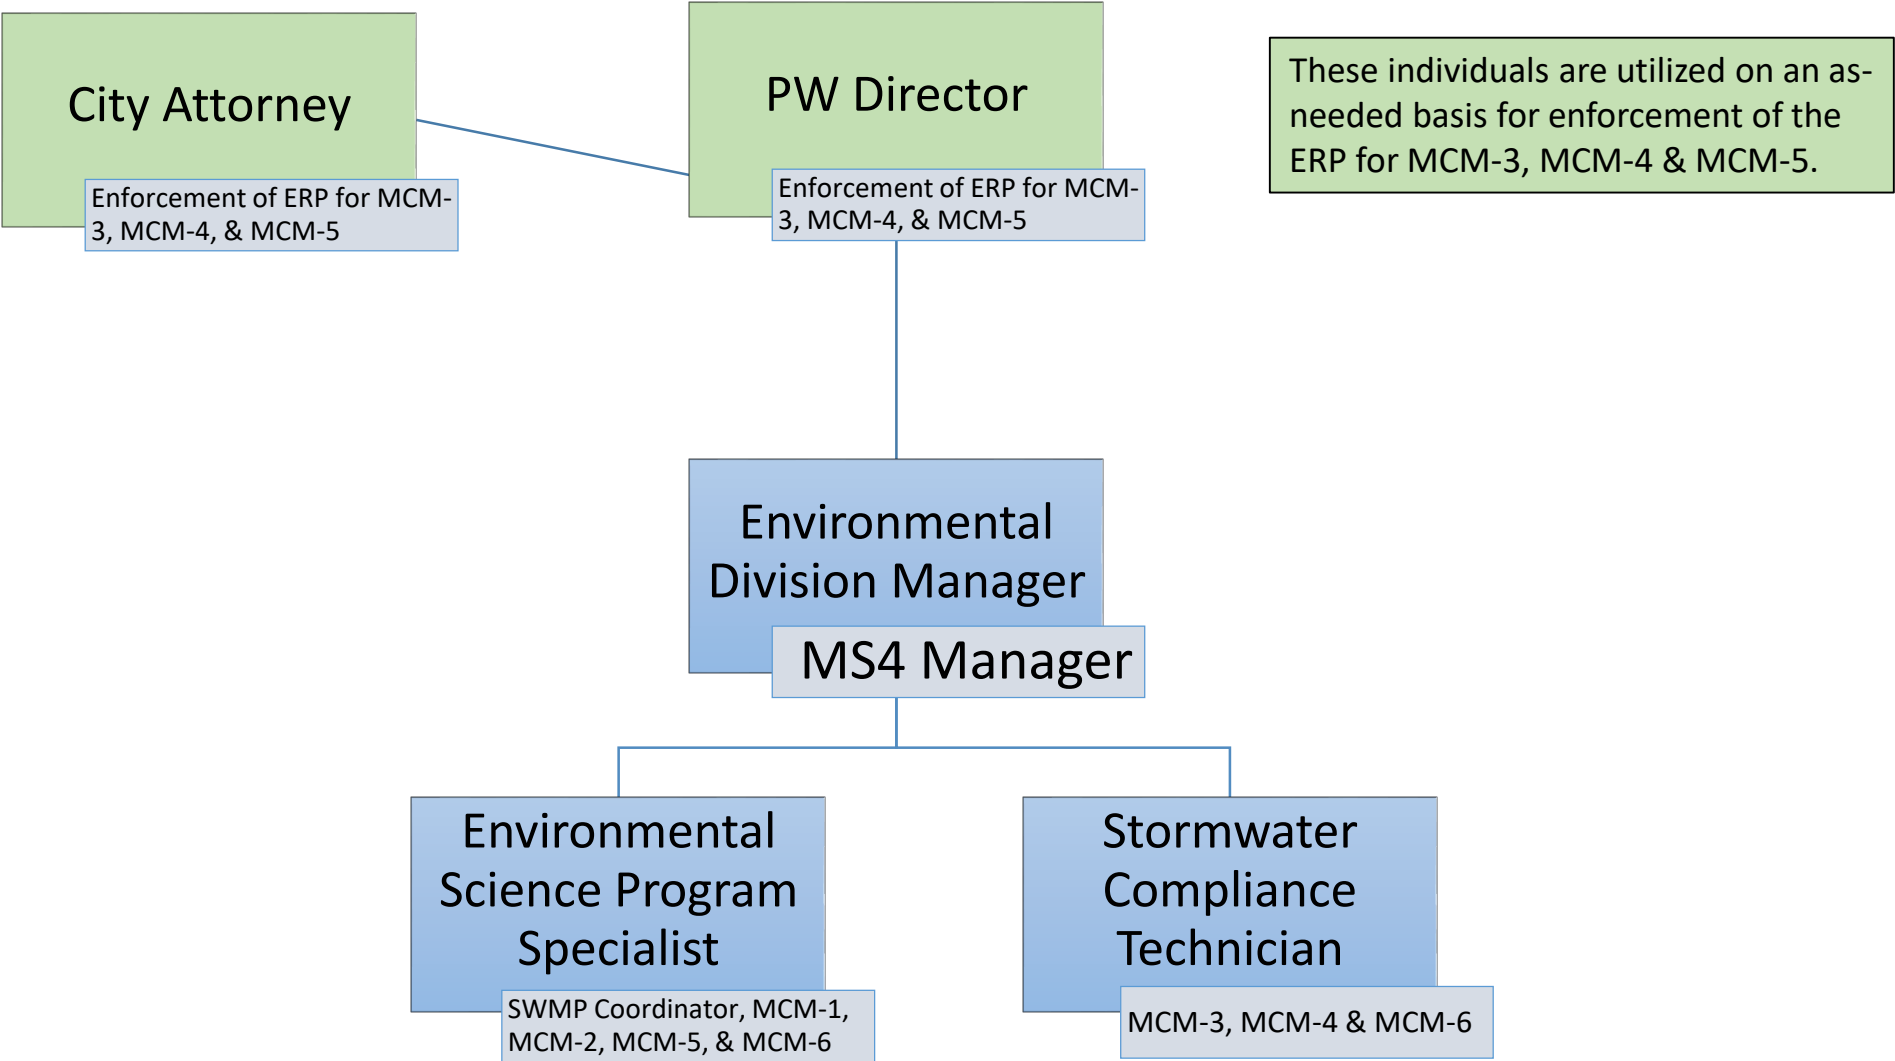 City Attorney
Enforcement of ERP for MCM-
3, MCM-4, & MCM-5
PW Director
Enforcement of ERP for MCM-
3, MCM-4, & MCM-5
These individuals are utilized on an as-
needed basis for enforcement of the
ERP for MCM-3, MCM-4 & MCM-5.
Environmental
Division Manager
MS4 Manager
Environmental
Science Program
Specialist
SWMP Coordinator, MCM-1,
MCM-2, MCM-5, & MCM-6
Stormwater
Compliance
Technician
MCM-3, MCM-4 & MCM-6